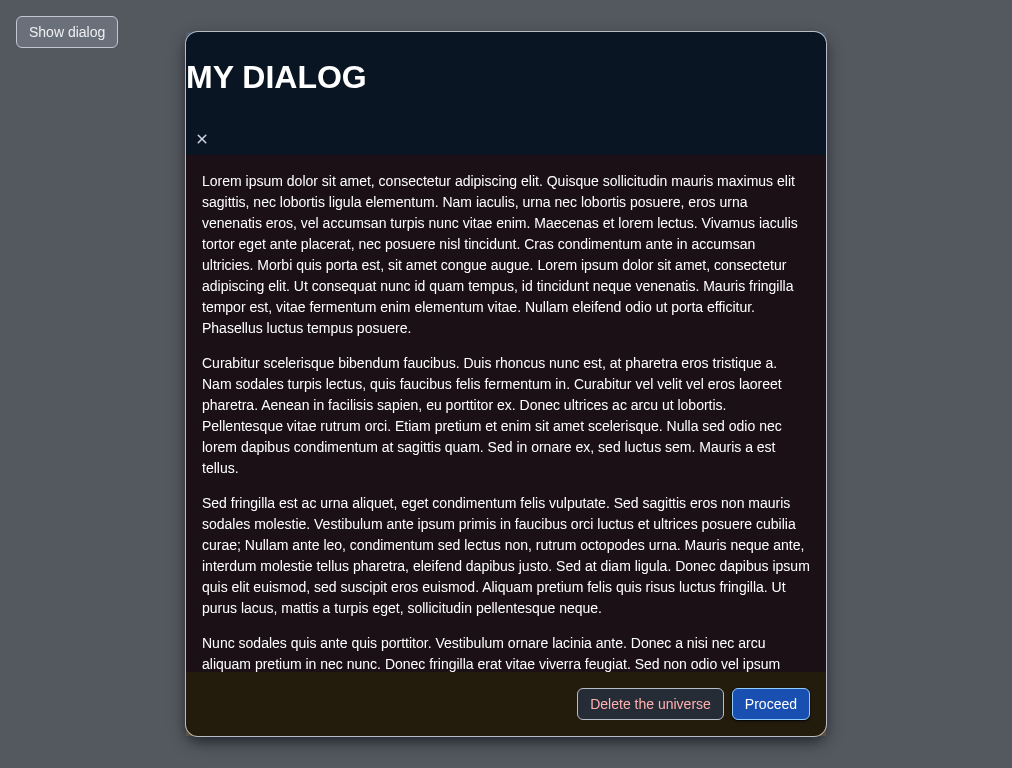 Show dialog
MY DIALOG
×
Lorem ipsum dolor sit amet, consectetur adipiscing elit. Quisque sollicitudin mauris maximus elit
sagittis, nec lobortis ligula elementum. Nam iaculis, urna nec lobortis posuere, eros urna
venenatis eros, vel accumsan turpis nunc vitae enim. Maecenas et lorem lectus. Vivamus iaculis
tortor eget ante placerat, nec posuere nisl tincidunt. Cras condimentum ante in accumsan
ultricies. Morbi quis porta est, sit amet congue augue. Lorem ipsum dolor sit amet, consectetur
adipiscing elit. Ut consequat nunc id quam tempus, id tincidunt neque venenatis. Mauris fringilla
tempor est, vitae fermentum enim elementum vitae. Nullam eleifend odio ut porta efficitur.
Phasellus luctus tempus posuere.
Curabitur scelerisque bibendum faucibus. Duis rhoncus nunc est, at pharetra eros tristique a.
Nam sodales turpis lectus, quis faucibus felis fermentum in. Curabitur vel velit vel eros laoreet
pharetra. Aenean in facilisis sapien, eu porttitor ex. Donec ultrices ac arcu ut lobortis.
Pellentesque vitae rutrum orci. Etiam pretium et enim sit amet scelerisque. Nulla sed odio nec
lorem dapibus condimentum at sagittis quam. Sed in ornare ex, sed luctus sem. Mauris a est
tellus.
Sed fringilla est ac urna aliquet, eget condimentum felis vulputate. Sed sagittis eros non mauris
sodales molestie. Vestibulum ante ipsum primis in faucibus orci luctus et ultrices posuere cubilia
curae; Nullam ante leo, condimentum sed lectus non, rutrum octopodes urna. Mauris neque ante,
interdum molestie tellus pharetra, eleifend dapibus justo. Sed at diam ligula. Donec dapibus ipsum
quis elit euismod, sed suscipit eros euismod. Aliquam pretium felis quis risus luctus fringilla. Ut
purus lacus, mattis a turpis eget, sollicitudin pellentesque neque.
Nunc sodales quis ante quis porttitor. Vestibulum ornare lacinia ante. Donec a nisi nec arcu
aliquam pretium in nec nunc. Donec fringilla erat vitae viverra feugiat. Sed non odio vel ipsum
Delete the universe
Proceed